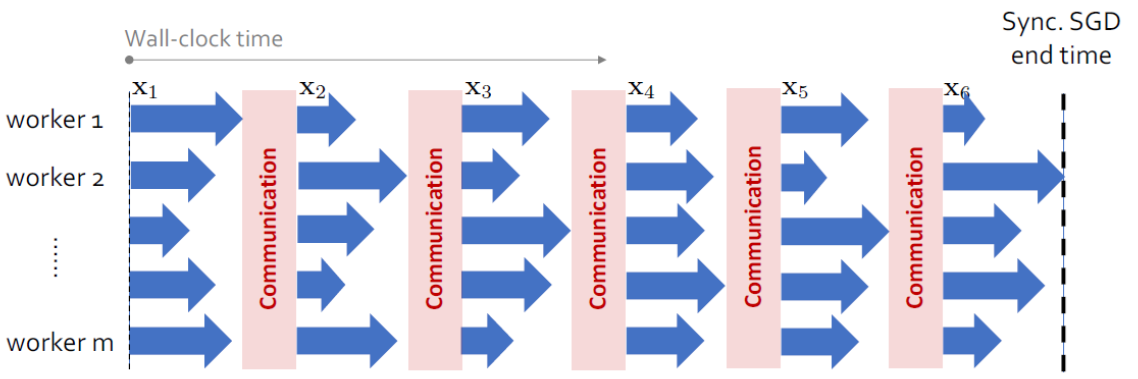 Sync. SGD
end time
Wall-clock time
x₁ x₂ x₃ x₄ x₅ x₆
worker 1
worker 2
......
worker m
Communication
Communication
Communication
Communication
Communication